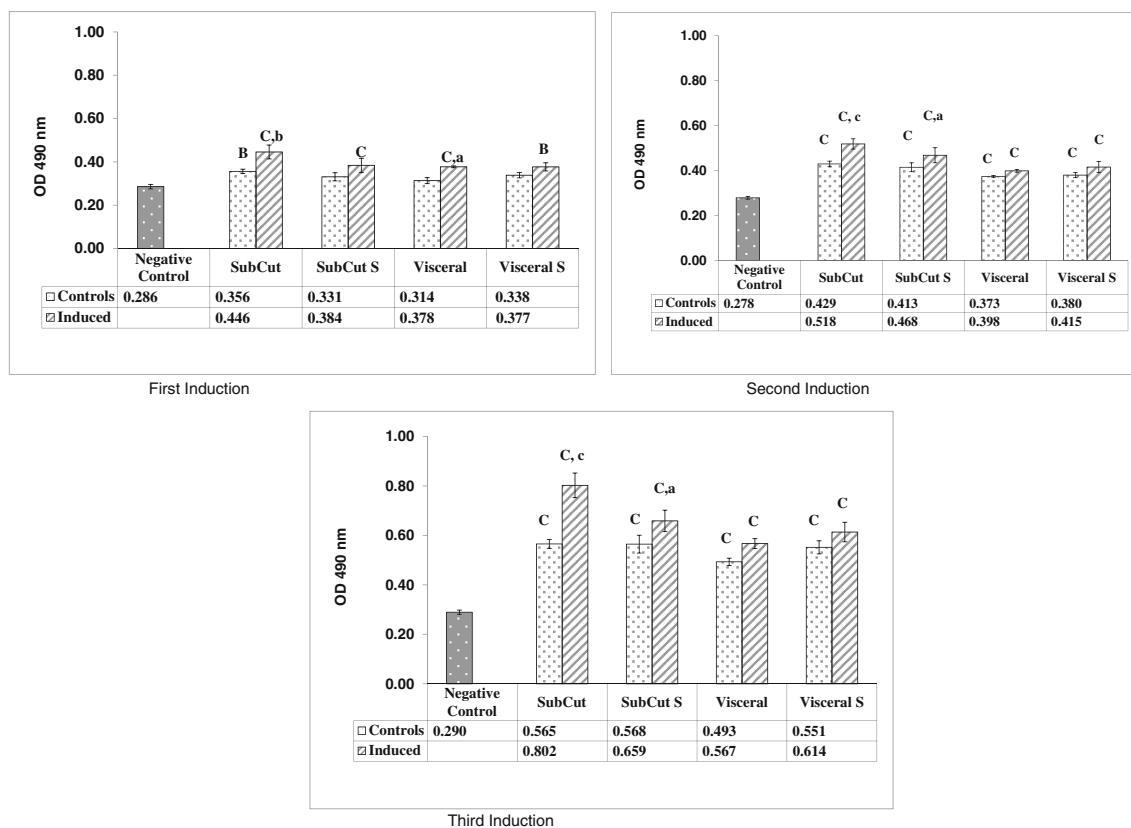 1.00
0.80
0.60
0.40
0.20
0.00
OD 490 nm
B
C,b
C
C,a
B
Negative Control SubCut SubCut S Visceral Visceral S
Controls 0.286 0.356 0.331 0.314 0.338
Induced 0.446 0.384 0.378 0.377
First Induction
1.00
0.80
0.60
0.40
0.20
0.00
OD 490 nm
C
C, c
C
C,a
C
C
C
C
Negative Control SubCut SubCut S Visceral Visceral S
Controls 0.278 0.429 0.413 0.373 0.380
Induced 0.518 0.468 0.398 0.415
Second Induction
1.00
0.80
0.60
0.40
0.20
0.00
OD 490 nm
C
C, c
C
C,a
C
C
C
C
Negative Control SubCut SubCut S Visceral Visceral S
Controls 0.290 0.565 0.568 0.493 0.551
Induced 0.802 0.659 0.567 0.614
Third Induction